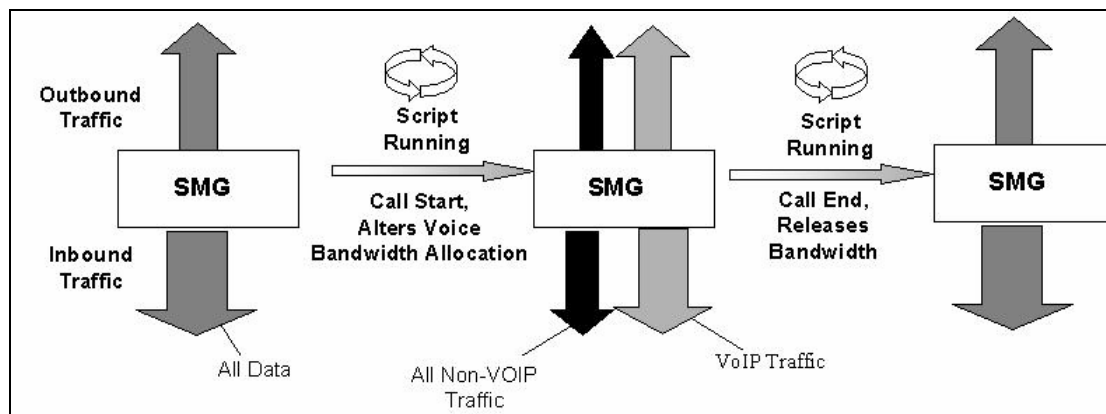 Outbound
Traffic
SMG
Inbound
Traffic
All Data
Script
Running
Call Start,
Alters Voice
Bandwidth Allocation
SMG
All Non-VOIP
Traffic
VoIP Traffic
Script
Running
Call End,
Releases
Bandwidth
SMG